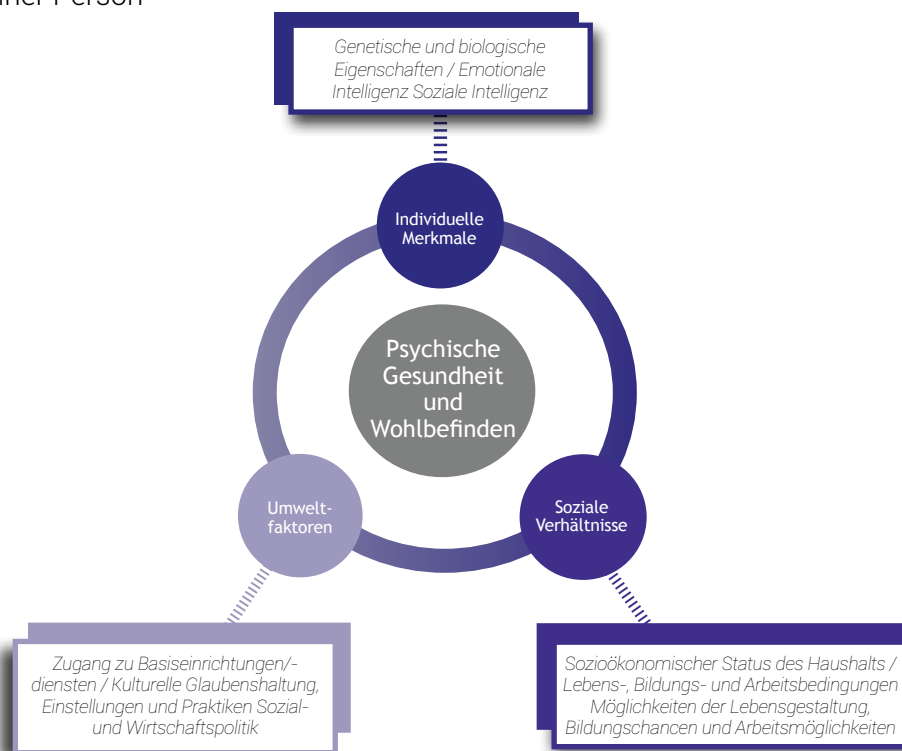 Person
Genetische und biologische
Eigenschaften / Emotionale
Intelligenz Soziale Intelligenz
Individuelle
Merkmale
Psychische
Gesundheit
und
Wohlbefinden
Umwelt-
faktoren
Soziale
Verhältnisse
Zugang zu Basiseinrichtungen/-
diensten / Kulturelle Glaubenshaltung,
Einstellungen und Praktiken Sozial-
und Wirtschaftspolitik
Sozioökonomischer Status des Haushalts /
Lebens-, Bildungs- und Arbeitsbedingungen
Möglichkeiten der Lebensgestaltung,
Bildungschancen und Arbeitsmöglichkeiten